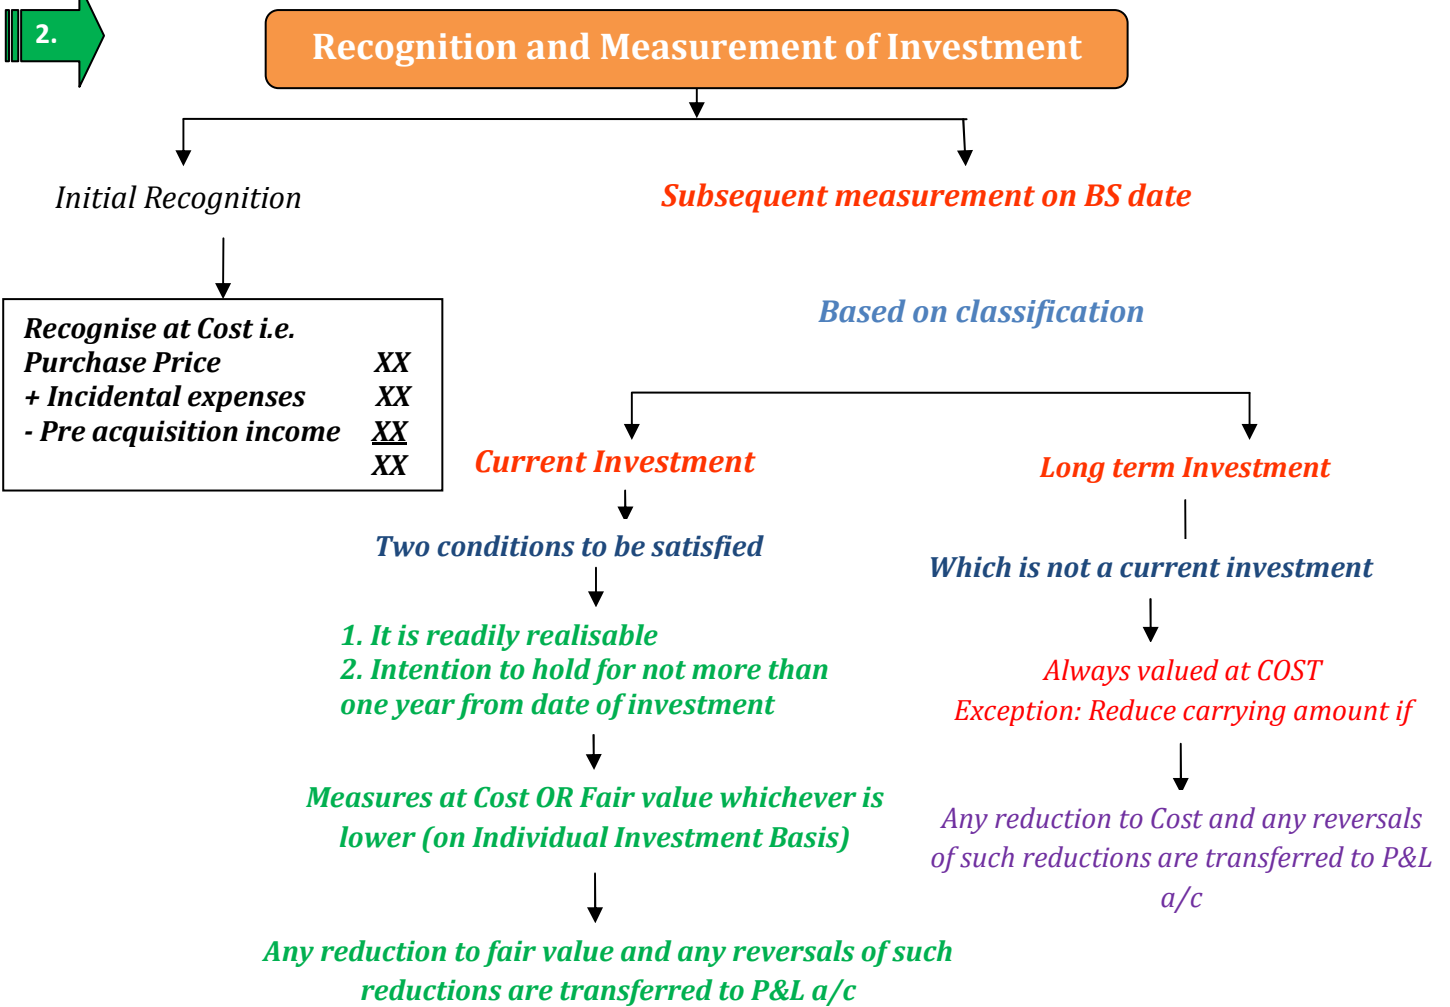 2.
Recognition and Measurement of Investment
Initial Recognition
Subsequent measurement on BS date
Recognise at Cost i.e.
Purchase Price XX
+ Incidental expenses XX
- Pre acquisition income XX
XX
Based on classification
Current Investment
Two conditions to be satisfied
1. It is readily realisable
2. Intention to hold for not more than
one year from date of investment
Measures at Cost OR Fair value whichever is
lower (on Individual Investment Basis)
Any reduction to fair value and any reversals of such
reductions are transferred to P&L a/c
Long term Investment
Which is not a current investment
Always valued at COST
Exception: Reduce carrying amount if
Any reduction to Cost and any reversals
of such reductions are transferred to P&L
a/c